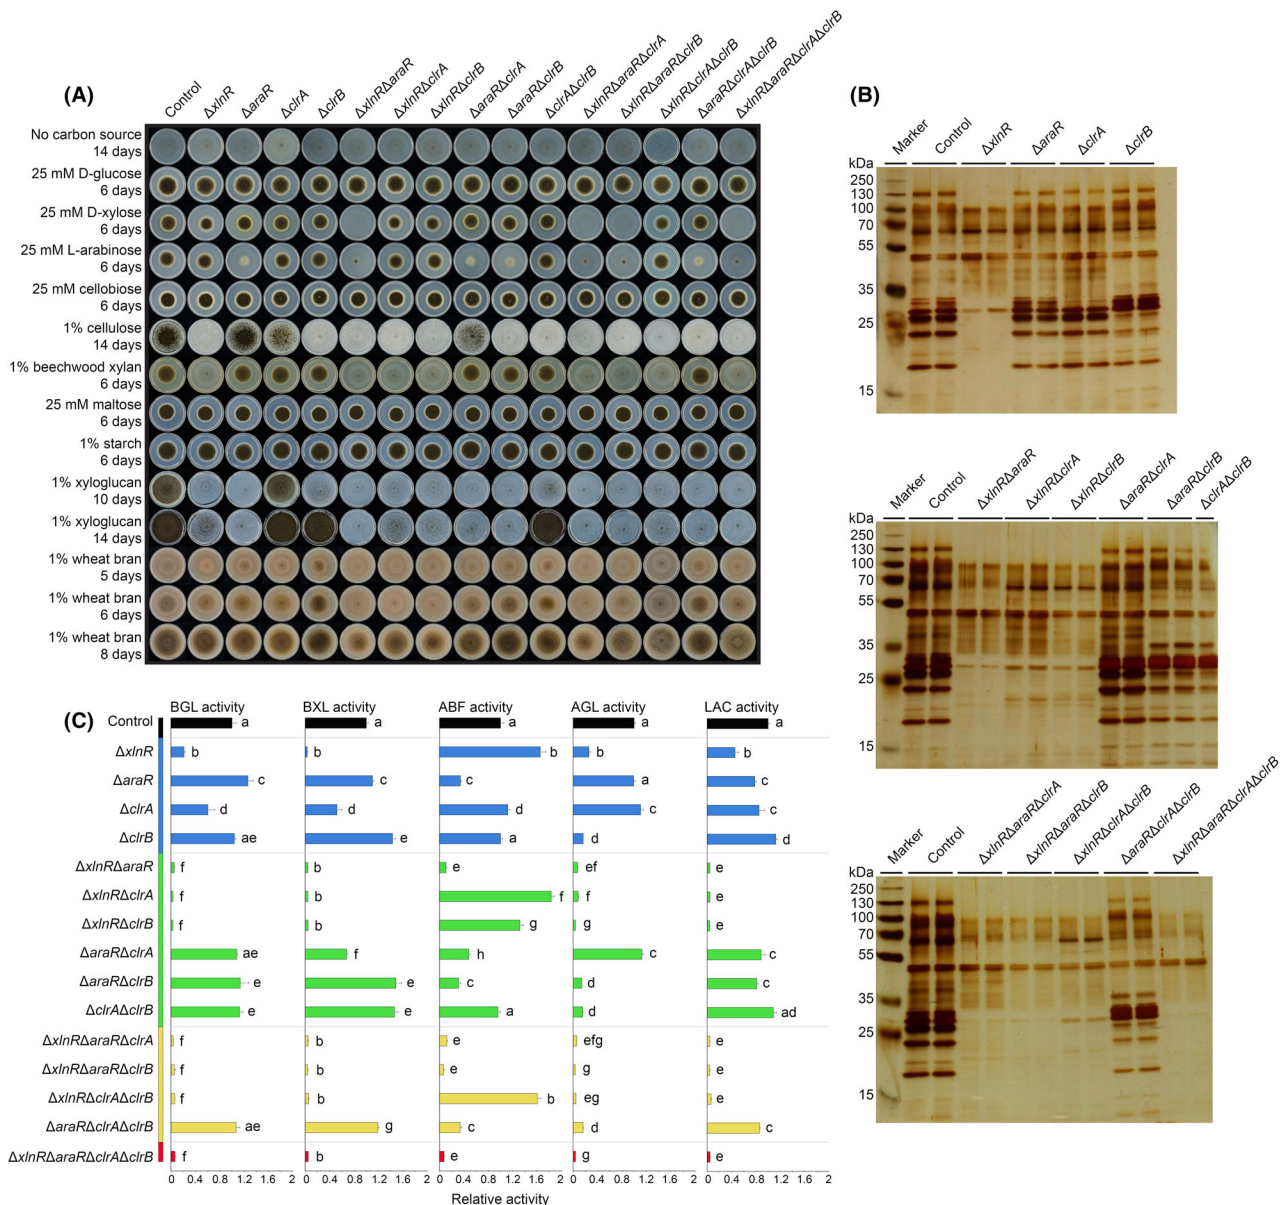 (A)
Control
ΔxlnR
ΔaraR
ΔclrA
ΔclrB
ΔxlnRΔaraR
ΔxlnRΔclrA
ΔxlnRΔclrB
ΔaraRΔclrA
ΔaraRΔclrB
ΔclrAΔclrB
ΔxlnRΔaraRΔclrA
ΔxlnRΔaraRΔclrB
ΔxlnRΔclrAΔclrB
ΔaraRΔclrAΔclrB
ΔxlnRΔaraRΔclrAΔclrB
No carbon source
14 days
25 mM D-glucose
6 days
25 mM D-xylose
6 days
25 mM L-arabinose
6 days
25 mM cellobiose
6 days
1% cellulose
14 days
1% beechwood xylan
6 days
25 mM maltose
6 days
1% starch
6 days
1% xyloglucan
10 days
1% xyloglucan
14 days
1% wheat bran
5 days
1% wheat bran
6 days
1% wheat bran
8 days
(B)
Marker
Control
ΔxlnR
ΔaraR
ΔclrA
ΔclrB
kDa
250
130
100
70
55
35
25
15
Marker
Control
ΔxlnRΔaraR
ΔxlnRΔclrA
ΔxlnRΔclrB
ΔaraRΔclrA
ΔaraRΔclrB
ΔclrAΔclrB
kDa
250
130
100
70
55
35
25
15
Marker
Control
ΔxlnRΔaraRΔclrA
ΔxlnRΔaraRΔclrB
ΔxlnRΔclrAΔclrB
ΔaraRΔclrAΔclrB
ΔxlnRΔaraRΔclrAΔclrB
kDa
250
130
100
70
55
35
25
15
(C)
BGL activity BXL activity ABF activity AGL activity LAC activity
Control a a a a a
ΔxlnR b b b b b
ΔaraR c c c a c
ΔclrA d d d c c
ΔclrB ae e a d d
ΔxlnRΔaraR f b e ef e
ΔxlnRΔclrA f b f f e
ΔxlnRΔclrB f b g g e
ΔaraRΔclrA ae f h c c
ΔaraRΔclrB e e c d c
ΔclrAΔclrB e e a d ad
ΔxlnRΔaraRΔclrA f b e efg e
ΔxlnRΔaraRΔclrB f b e g e
ΔxlnRΔclrAΔclrB f b b eg e
ΔaraRΔclrAΔclrB ae g c d c
ΔxlnRΔaraRΔclrAΔclrB f b e g e
0 0.4 0.8 1.2 1.6 2 0 0.4 0.8 1.2 1.6 2 0 0.4 0.8 1.2 1.6 2 0 0.4 0.8 1.2 1.6 2 0 0.4 0.8 1.2 1.6 2
Relative activity